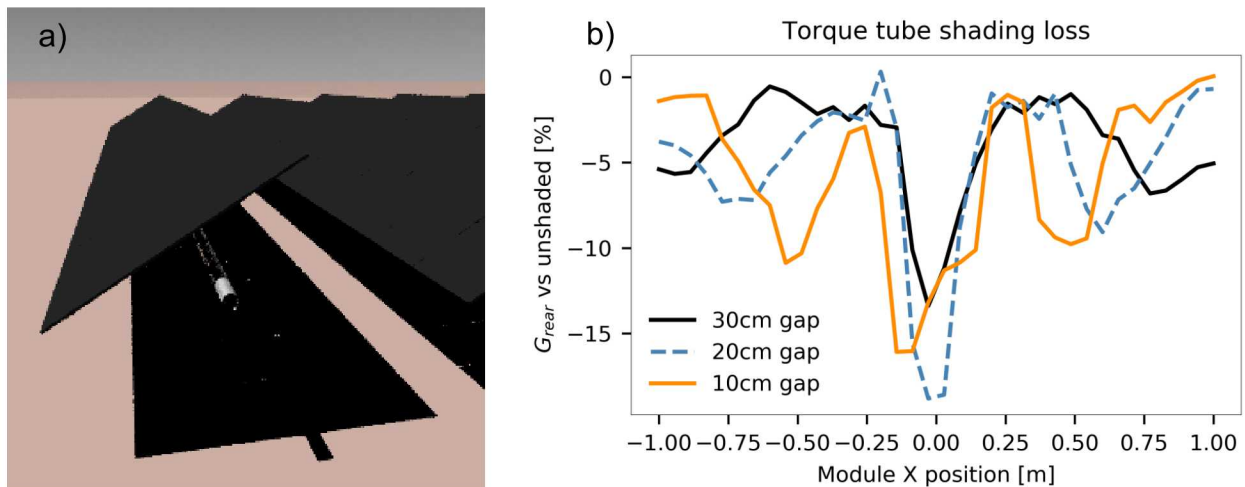 a)
b)
Torque tube shading loss
G_rear vs unshaded [%]
0
−5
−10
−15
30cm gap
20cm gap
10cm gap
−1.00 −0.75 −0.50 −0.25 0.00 0.25 0.50 0.75 1.00
Module X position [m]